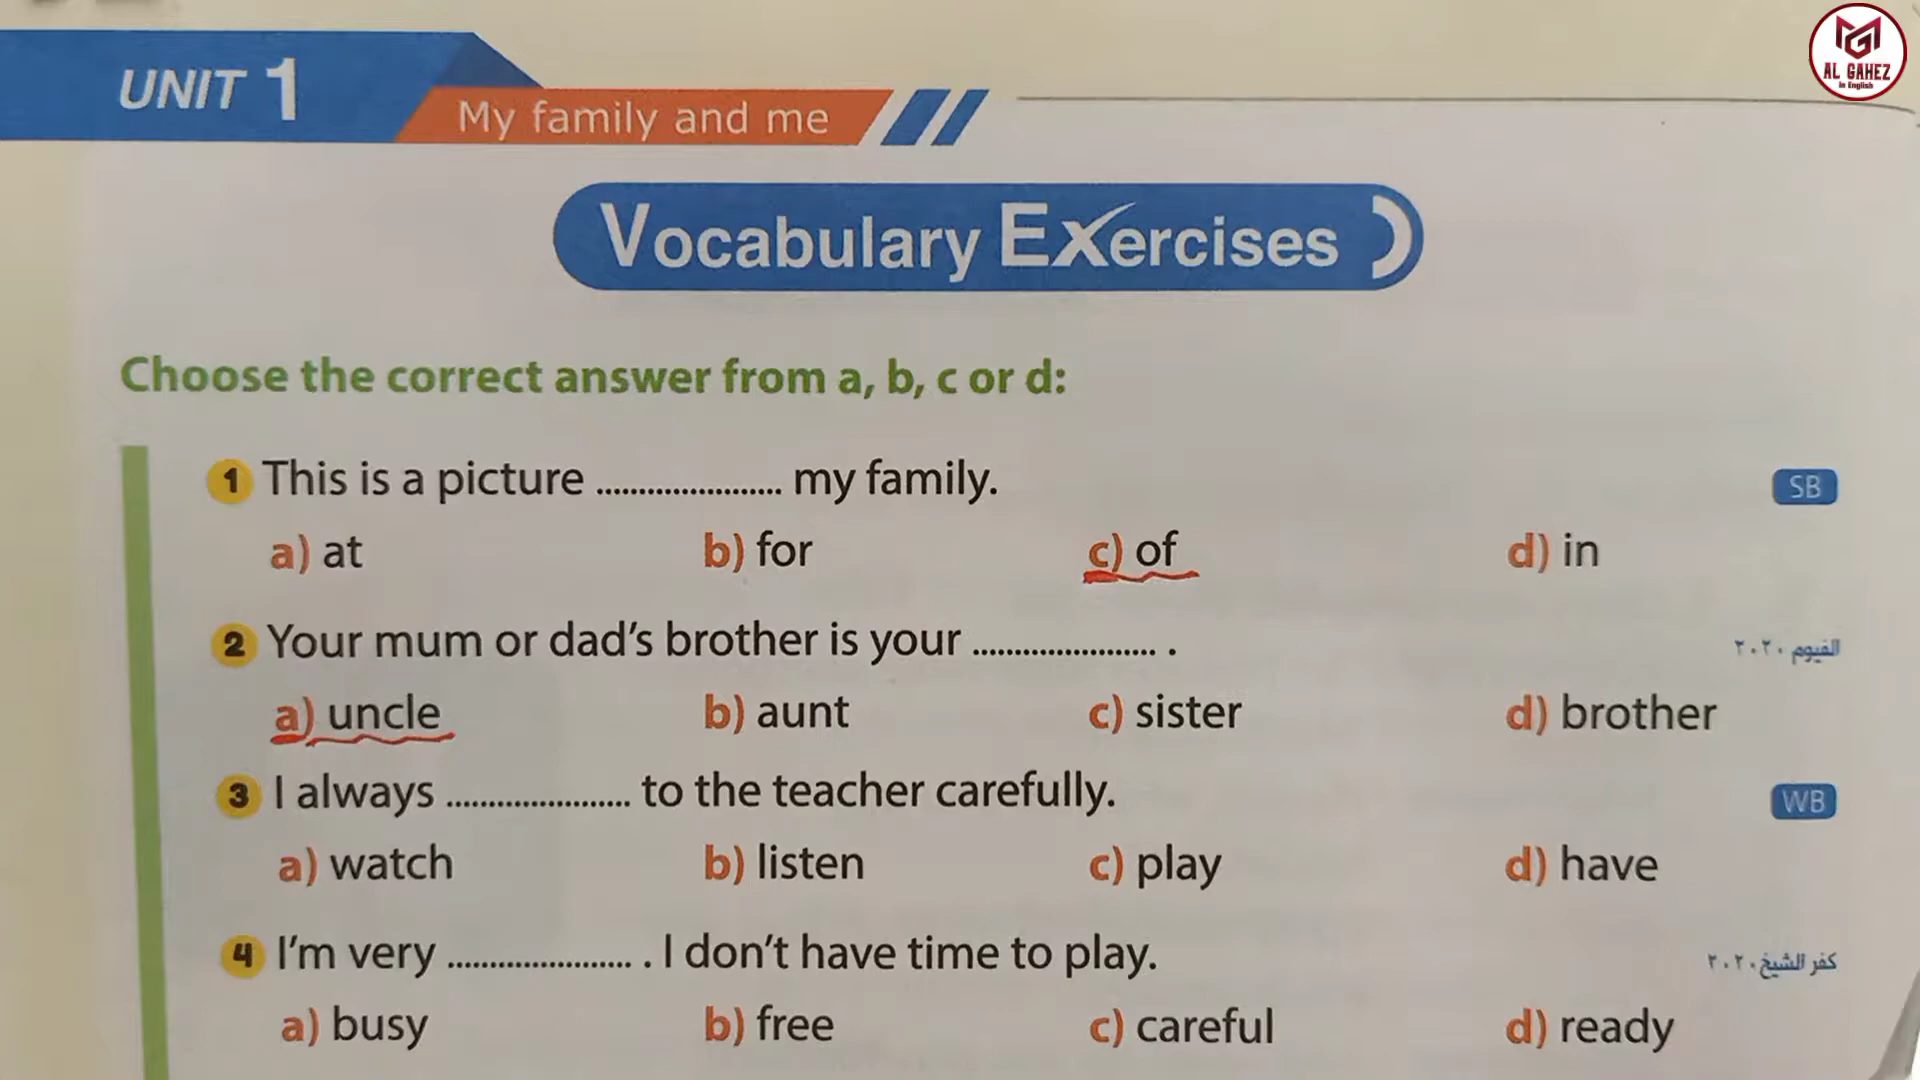 AL GAHEZ
In English
UNIT 1
My family and me
Vocabulary Exercises
Choose the correct answer from a, b, c or d:
1 This is a picture ...................... my family. SB
a) at b) for c) of d) in
2 Your mum or dad's brother is your ...................... . الفيوم ٢٠٢٠
a) uncle b) aunt c) sister d) brother
3 I always ...................... to the teacher carefully. WB
a) watch b) listen c) play d) have
4 I'm very ...................... . I don't have time to play. كفر الشيخ ٢٠٢٠
a) busy b) free c) careful d) ready